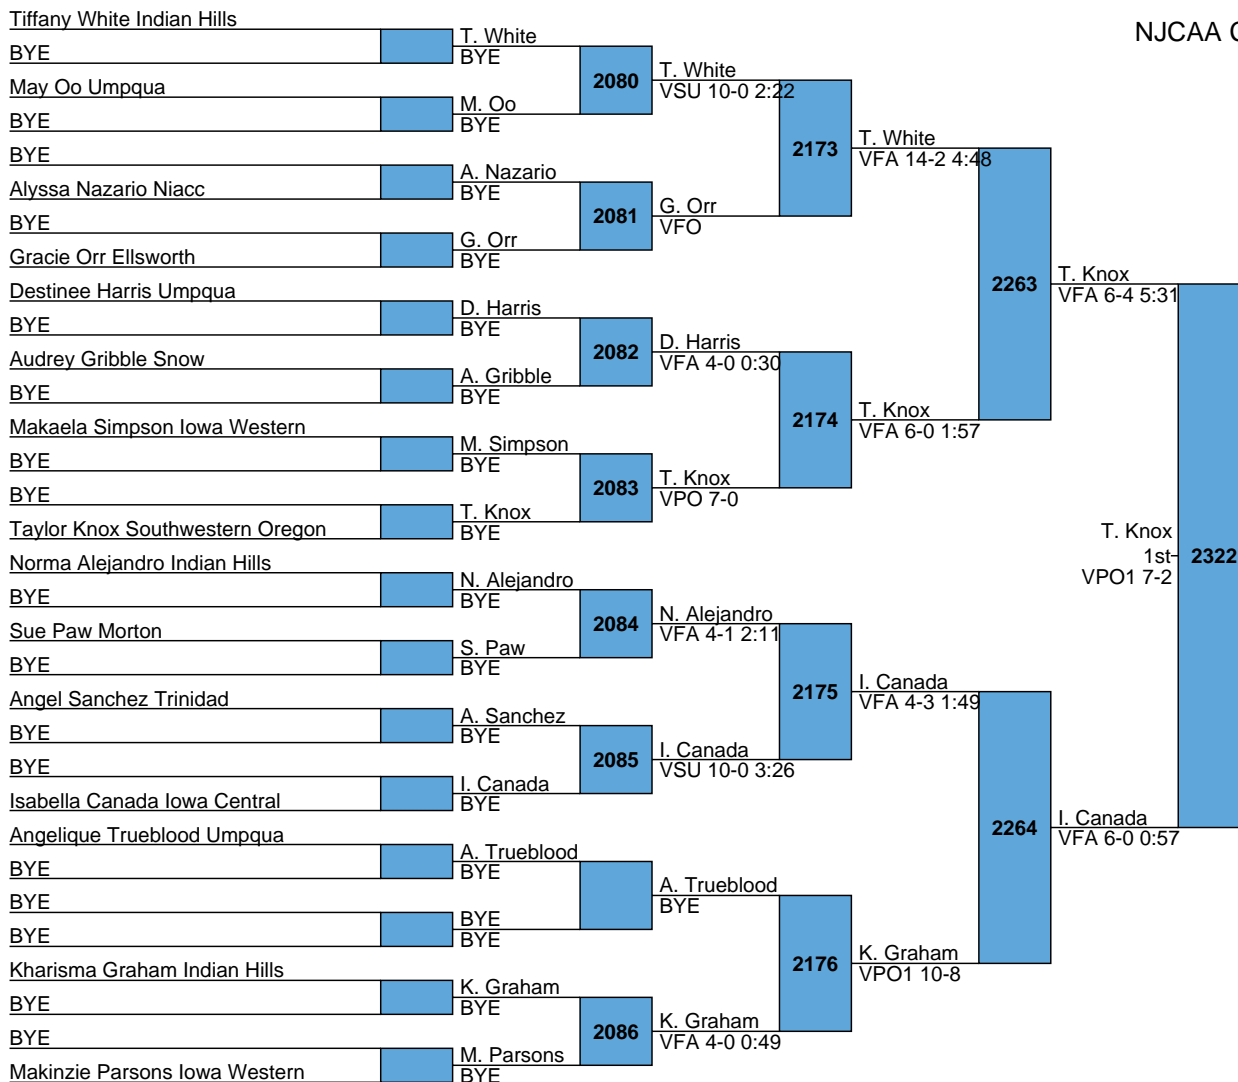 NJCAA
Tiffany White Indian Hills
BYE
May Oo Umpqua
BYE
BYE
Alyssa Nazario Niacc
BYE
Gracie Orr Ellsworth
Destinee Harris Umpqua
BYE
Audrey Gribble Snow
BYE
Makaela Simpson Iowa Western
BYE
BYE
Taylor Knox Southwestern Oregon
Norma Alejandro Indian Hills
BYE
Sue Paw Morton
BYE
Angel Sanchez Trinidad
BYE
BYE
Isabella Canada Iowa Central
Angelique Trueblood Umpqua
BYE
BYE
BYE
Kharisma Graham Indian Hills
BYE
BYE
Makinzie Parsons Iowa Western
T. White
BYE
M. Oo
BYE
A. Nazario
BYE
G. Orr
BYE
D. Harris
BYE
A. Gribble
BYE
M. Simpson
BYE
T. Knox
BYE
N. Alejandro
BYE
S. Paw
BYE
A. Sanchez
BYE
I. Canada
BYE
A. Trueblood
BYE
BYE
BYE
K. Graham
BYE
M. Parsons
BYE
2080
2081
2082
2083
2084
2085
2086
T. White
VSU 10-0 2:22
G. Orr
VFO
D. Harris
VFA 4-0 0:30
T. Knox
VPO 7-0
N. Alejandro
VFA 4-1 2:11
I. Canada
VSU 10-0 3:26
A. Trueblood
BYE
K. Graham
VFA 4-0 0:49
2173
2174
2175
2176
T. White
VFA 14-2 4:48
T. Knox
VFA 6-0 1:57
I. Canada
VFA 4-3 1:49
K. Graham
VPO1 10-8
2263
2264
T. Knox
VFA 6-4 5:31
I. Canada
VFA 6-0 0:57
T. Knox
1st
VPO1 7-2
2322